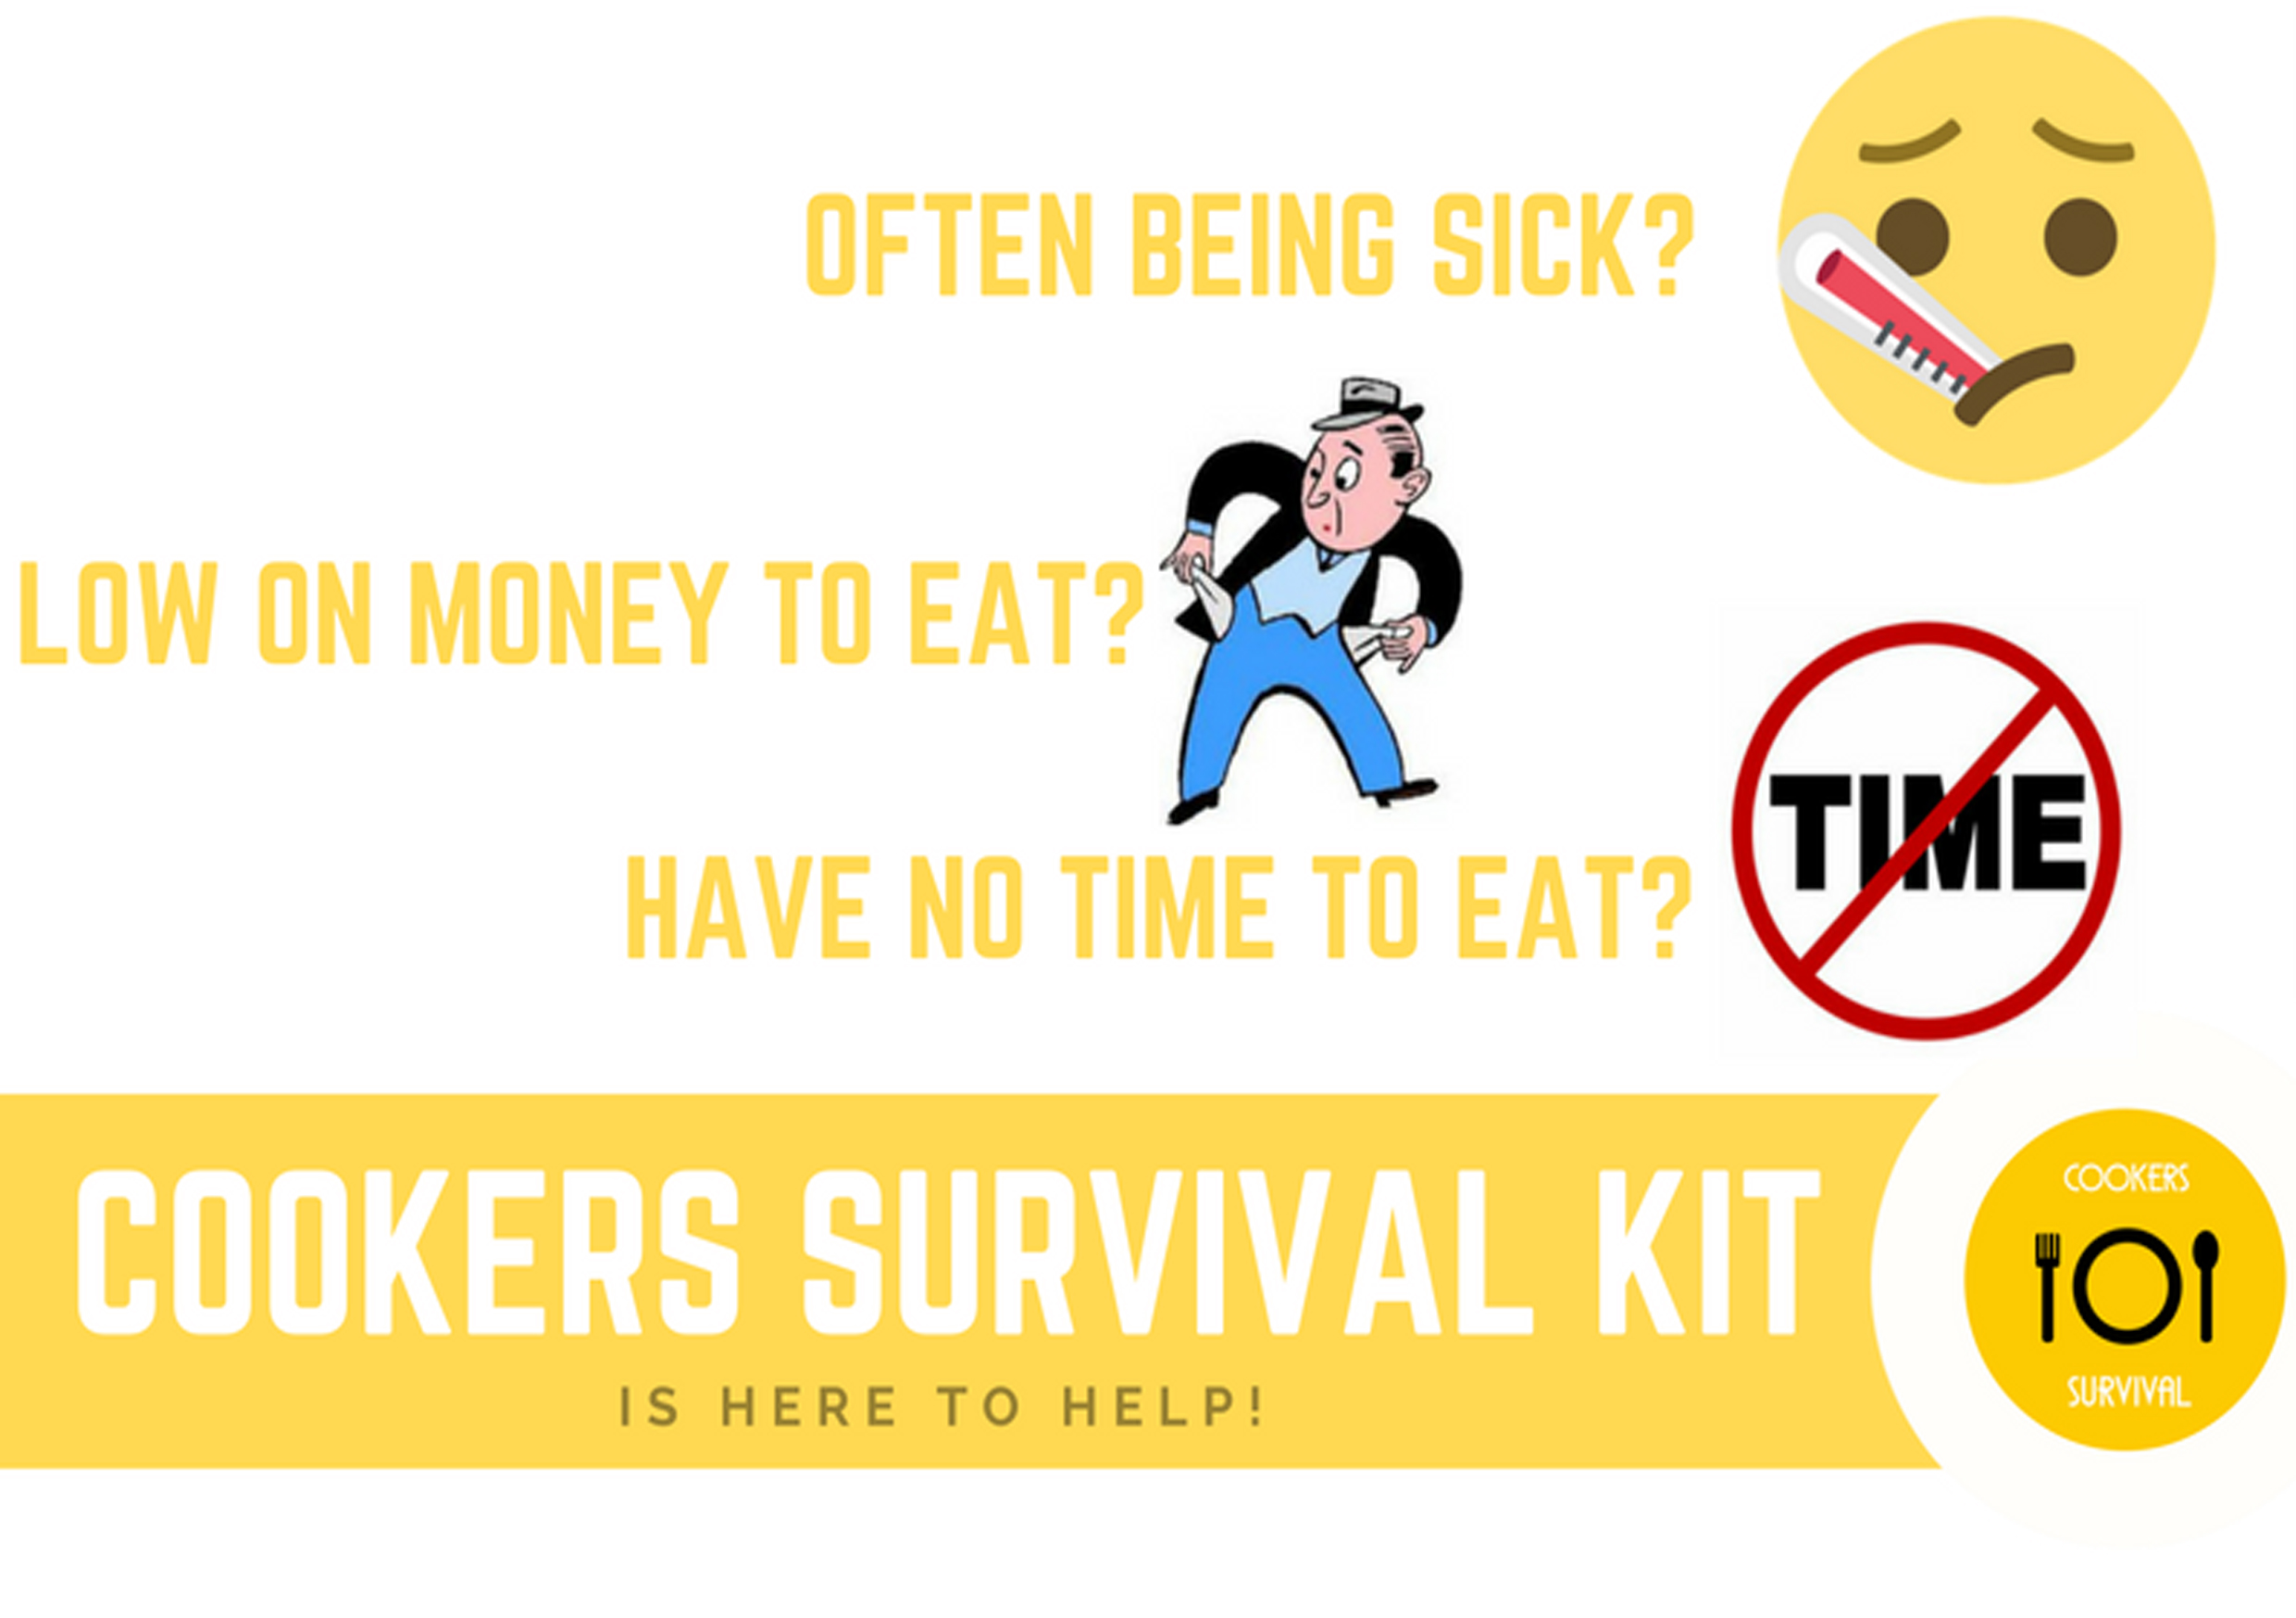 OFTEN BEING SICK?
LOW ON MONEY TO EAT?
TIME
HAVE NO TIME TO EAT?
COOKERS SURVIVAL KIT
IS HERE TO HELP!
COOKERS
SURVIVAL